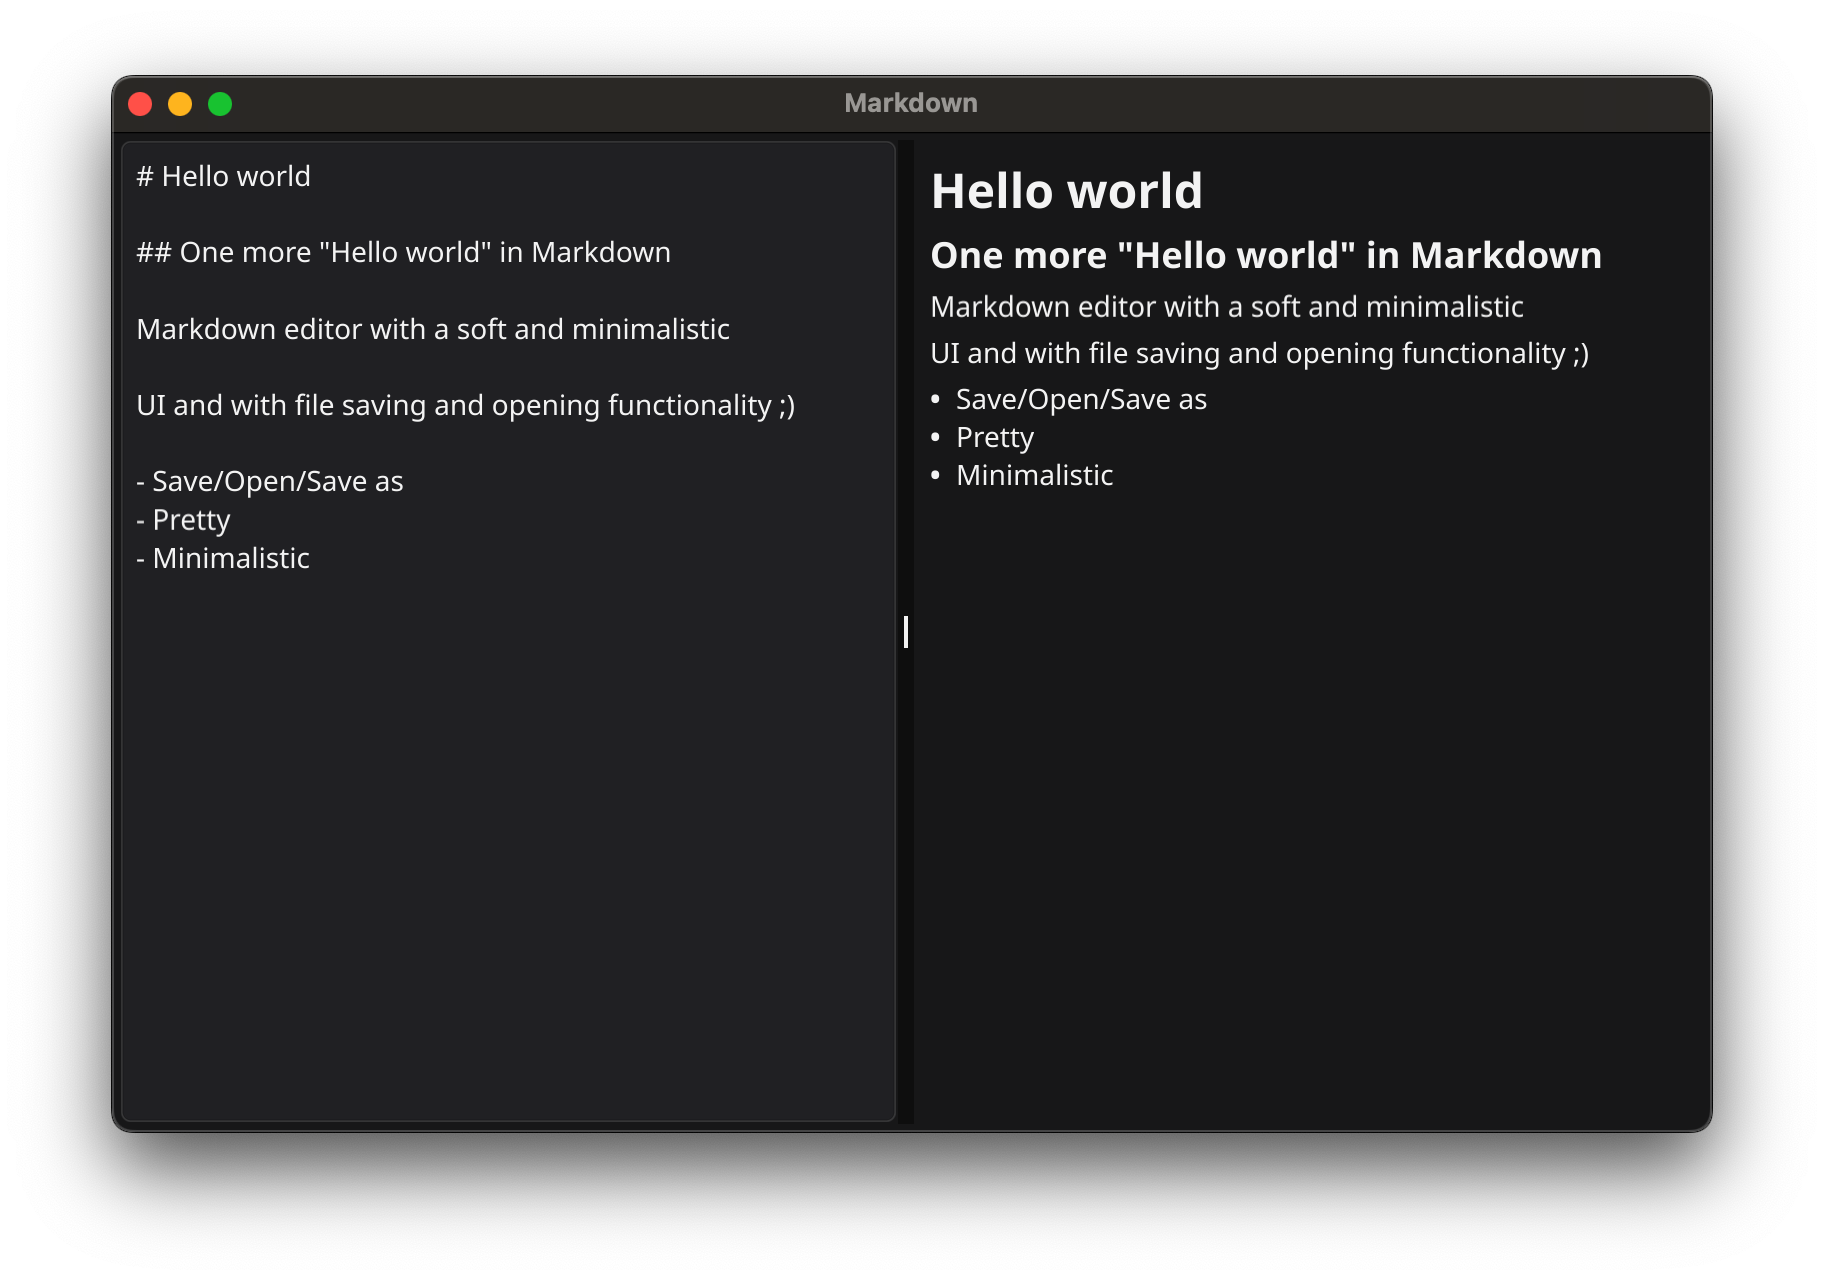 Markdown
# Hello world
## One more "Hello world" in Markdown
Markdown editor with a soft and minimalistic
UI and with file saving and opening functionality ;)
- Save/Open/Save as
- Pretty
- Minimalistic
Hello world
One more "Hello world" in Markdown
Markdown editor with a soft and minimalistic
UI and with file saving and opening functionality ;)
• Save/Open/Save as
• Pretty
• Minimalistic